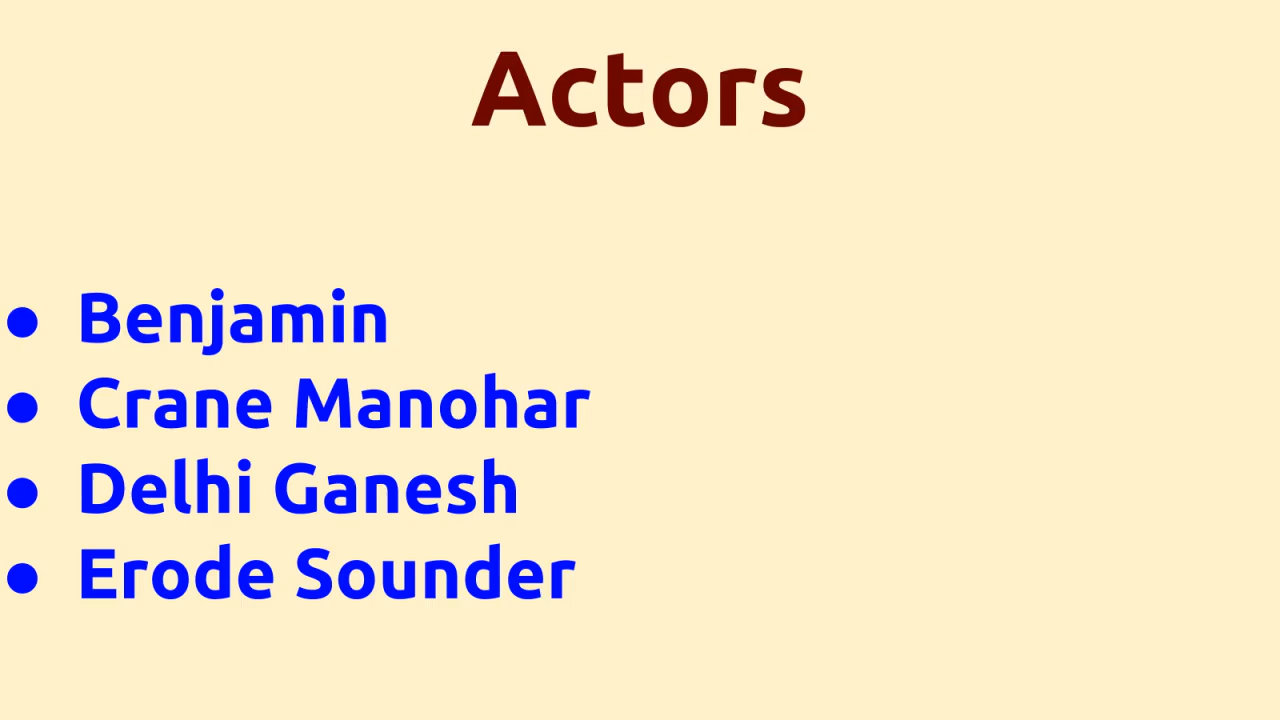 Actors
● Benjamin
● Crane Manohar
● Delhi Ganesh
● Erode Sounder